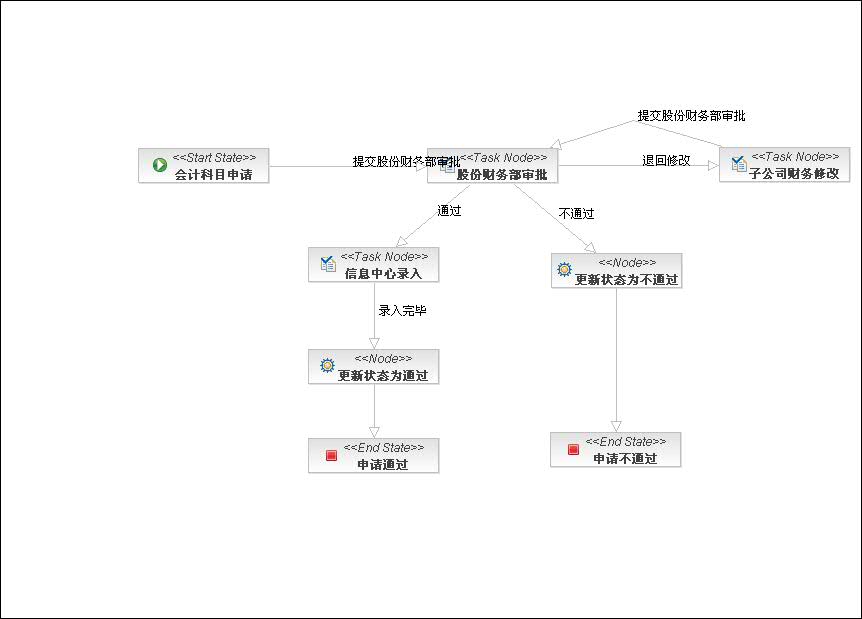 提交股份财务部审批
<<Start State>>
会计科目申请
提交股份财务部审批
<<Task Node>>
股份财务部审批
退回修改
<<Task Node>>
子公司财务修改
通过
不通过
<<Task Node>>
信息中心录入
<<Node>>
更新状态为不通过
录入完毕
<<Node>>
更新状态为通过
<<End State>>
申请通过
<<End State>>
申请不通过